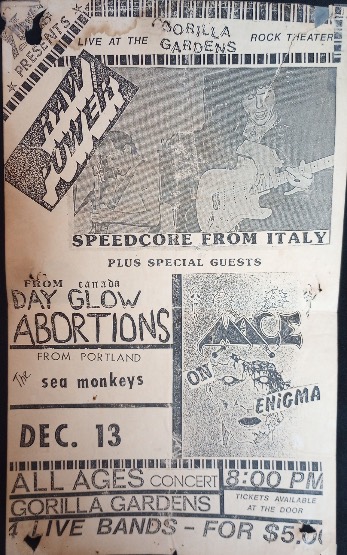 PRESENTS
LIVE AT THE GORILLA GARDENS ROCK THEATER
RAW POWER
SPEEDCORE FROM ITALY
PLUS SPECIAL GUESTS
FROM canada
DAY GLOW
ABORTIONS
FROM PORTLAND
The sea monkeys
MACE
ON
ENiGMA
DEC. 13
ALL AGES CONCERT
8:00 PM
GORILLA GARDENS
TICKETS AVAILABLE
AT THE DOOR
4 LIVE BANDS - FOR $5.00